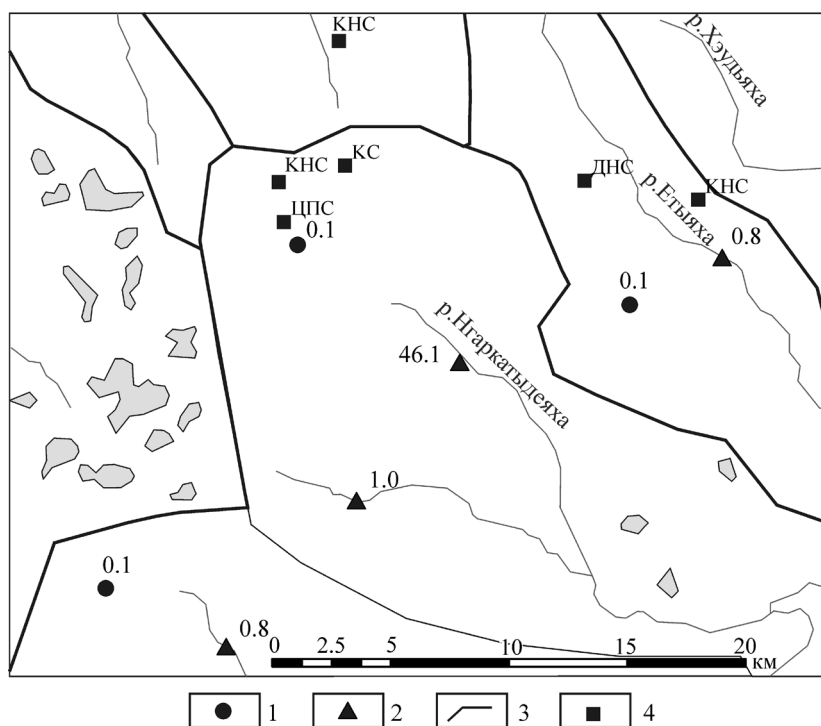 КНС
р.Хэудьяха
КНС
КС
ДНС
КНС
ЦПС
0.1
р.Етыяха
0.8
0.1
р.Нгаркатыдеяха
46.1
1.0
0.1
0.8
0 2.5 5 10 15 20
км
1 2 3 4